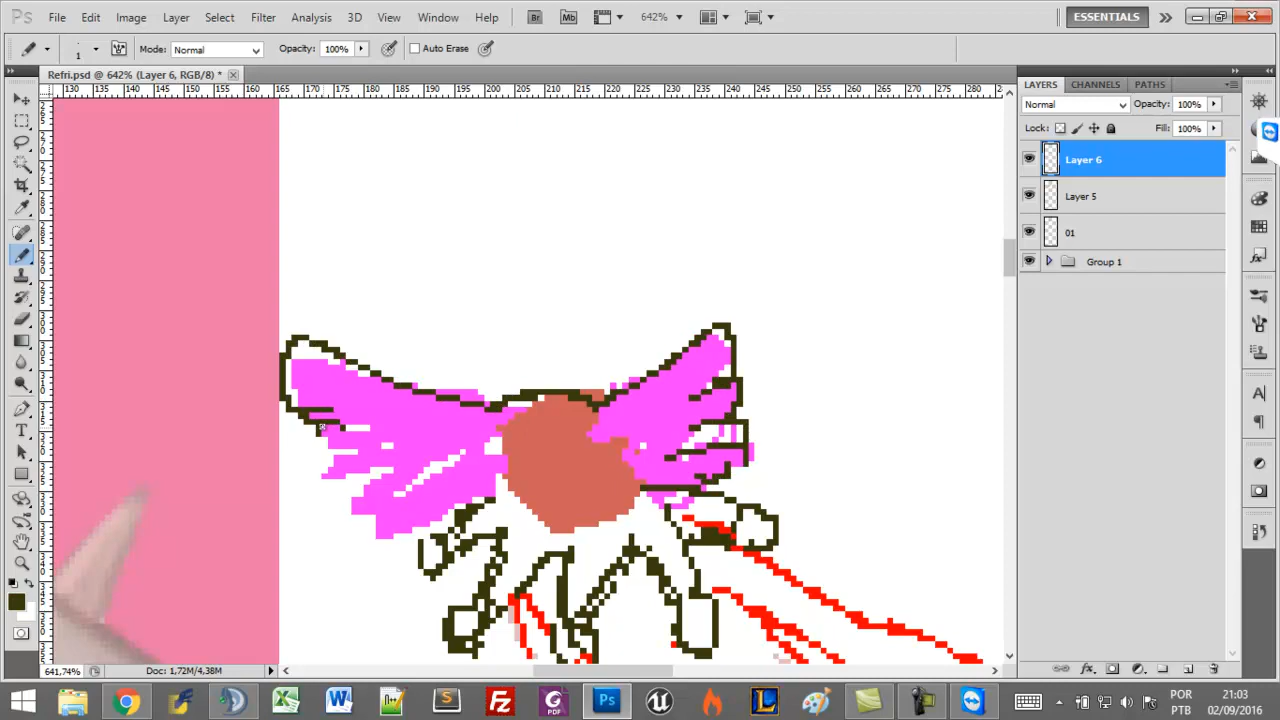 Ps File Edit Image Layer Select Filter Analysis 3D View Window Help Br Mb 642% ESSENTIALS
1 Mode: Normal Opacity: 100% Auto Erase
Refri.psd @ 642% (Layer 6, RGB/8) *
130 135 140 145 150 155 160 165 170 175 180 185 190 195 200 205 210 215 220 225 230 235 240 245 250 255 260 265 270 275 280
LAYERS CHANNELS PATHS
Normal Opacity: 100%
Lock: Fill: 100%
Layer 6
Layer 5
01
Group 1
641,74% Doc: 1,72M/4,38M
POR 21:03
PTB 02/09/2016